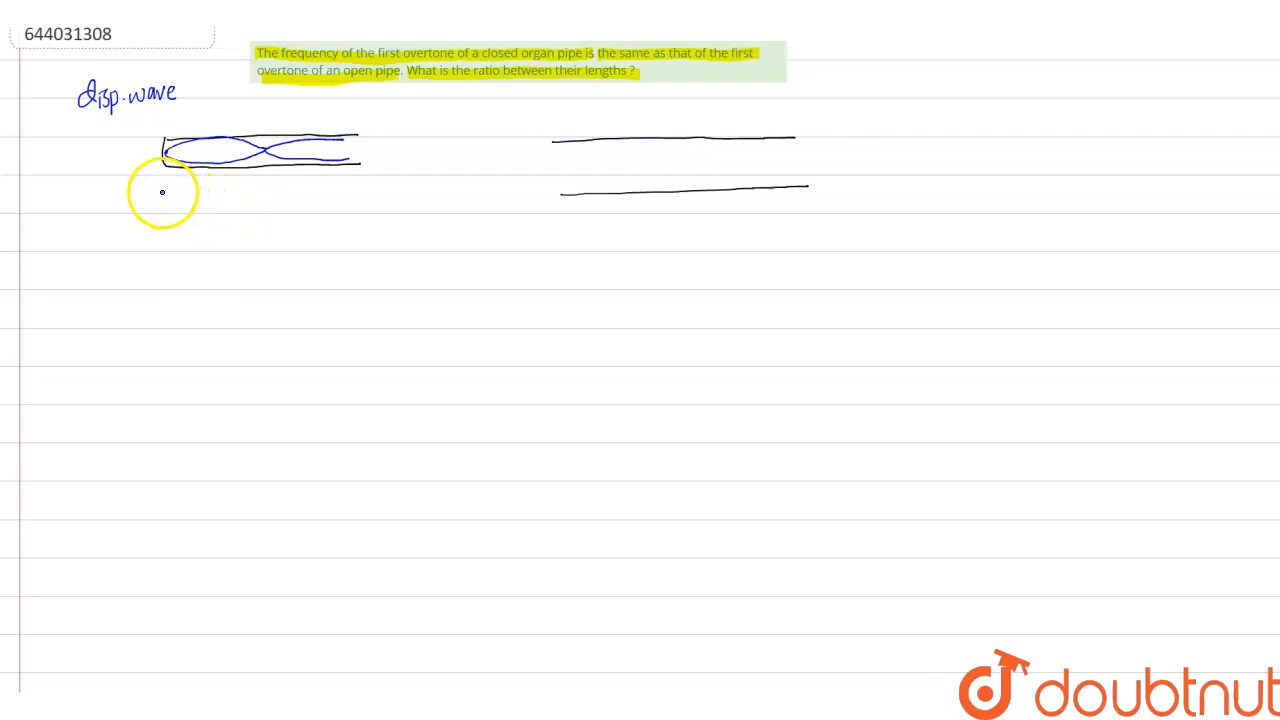 644031308
The frequency of the first overtone of a closed organ pipe is the same as that of the first
overtone of an open pipe. What is the ratio between their lengths ?
disp.wave
doubtnut